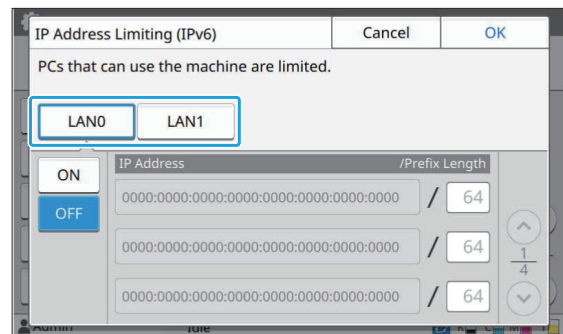 IP Address Limiting (IPv6) Cancel OK
PCs that can use the machine are limited.
LAN0 LAN1
IP Address /Prefix Length
ON
0000:0000:0000:0000:0000:0000:0000:0000 / 64
OFF
0000:0000:0000:0000:0000:0000:0000:0000 / 64
1
4
0000:0000:0000:0000:0000:0000:0000:0000 / 64
Admin Idle